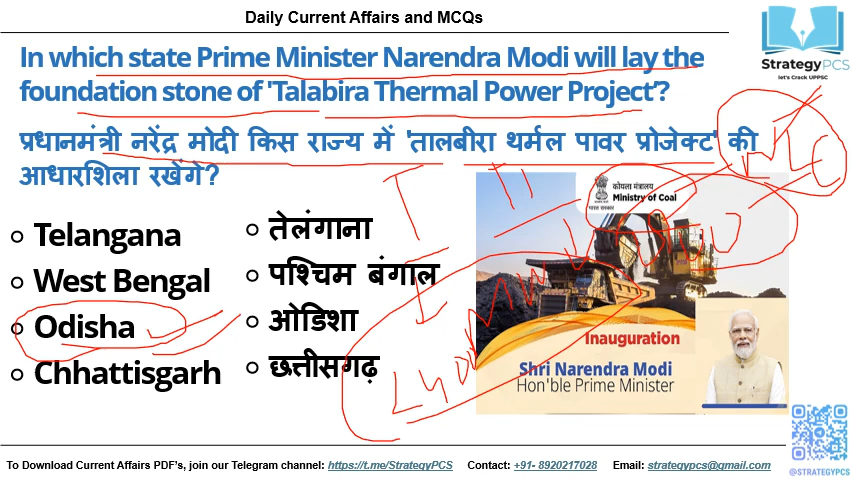 Daily Current Affairs and MCQs
StrategyPCS
let's Crack UPPSC
In which state Prime Minister Narendra Modi will lay the
foundation stone of 'Talabira Thermal Power Project'?
प्रधानमंत्री नरेंद्र मोदी किस राज्य में 'तालबीरा थर्मल पावर प्रोजेक्ट' की
आधारशिला रखेंगे?
Telangana
West Bengal
Odisha
Chhattisgarh
तेलंगाना
पश्चिम बंगाल
ओडिशा
छत्तीसगढ़
कोयला मंत्रालय
Ministry of Coal
भारत सरकार
Inauguration
Shri Narendra Modi
Hon'ble Prime Minister
@STRATEGYPCS
To Download Current Affairs PDF's, join our Telegram channel: https://t.me/StrategyPCS Contact: +91- 8920217028 Email: strategypcs@gmail.com